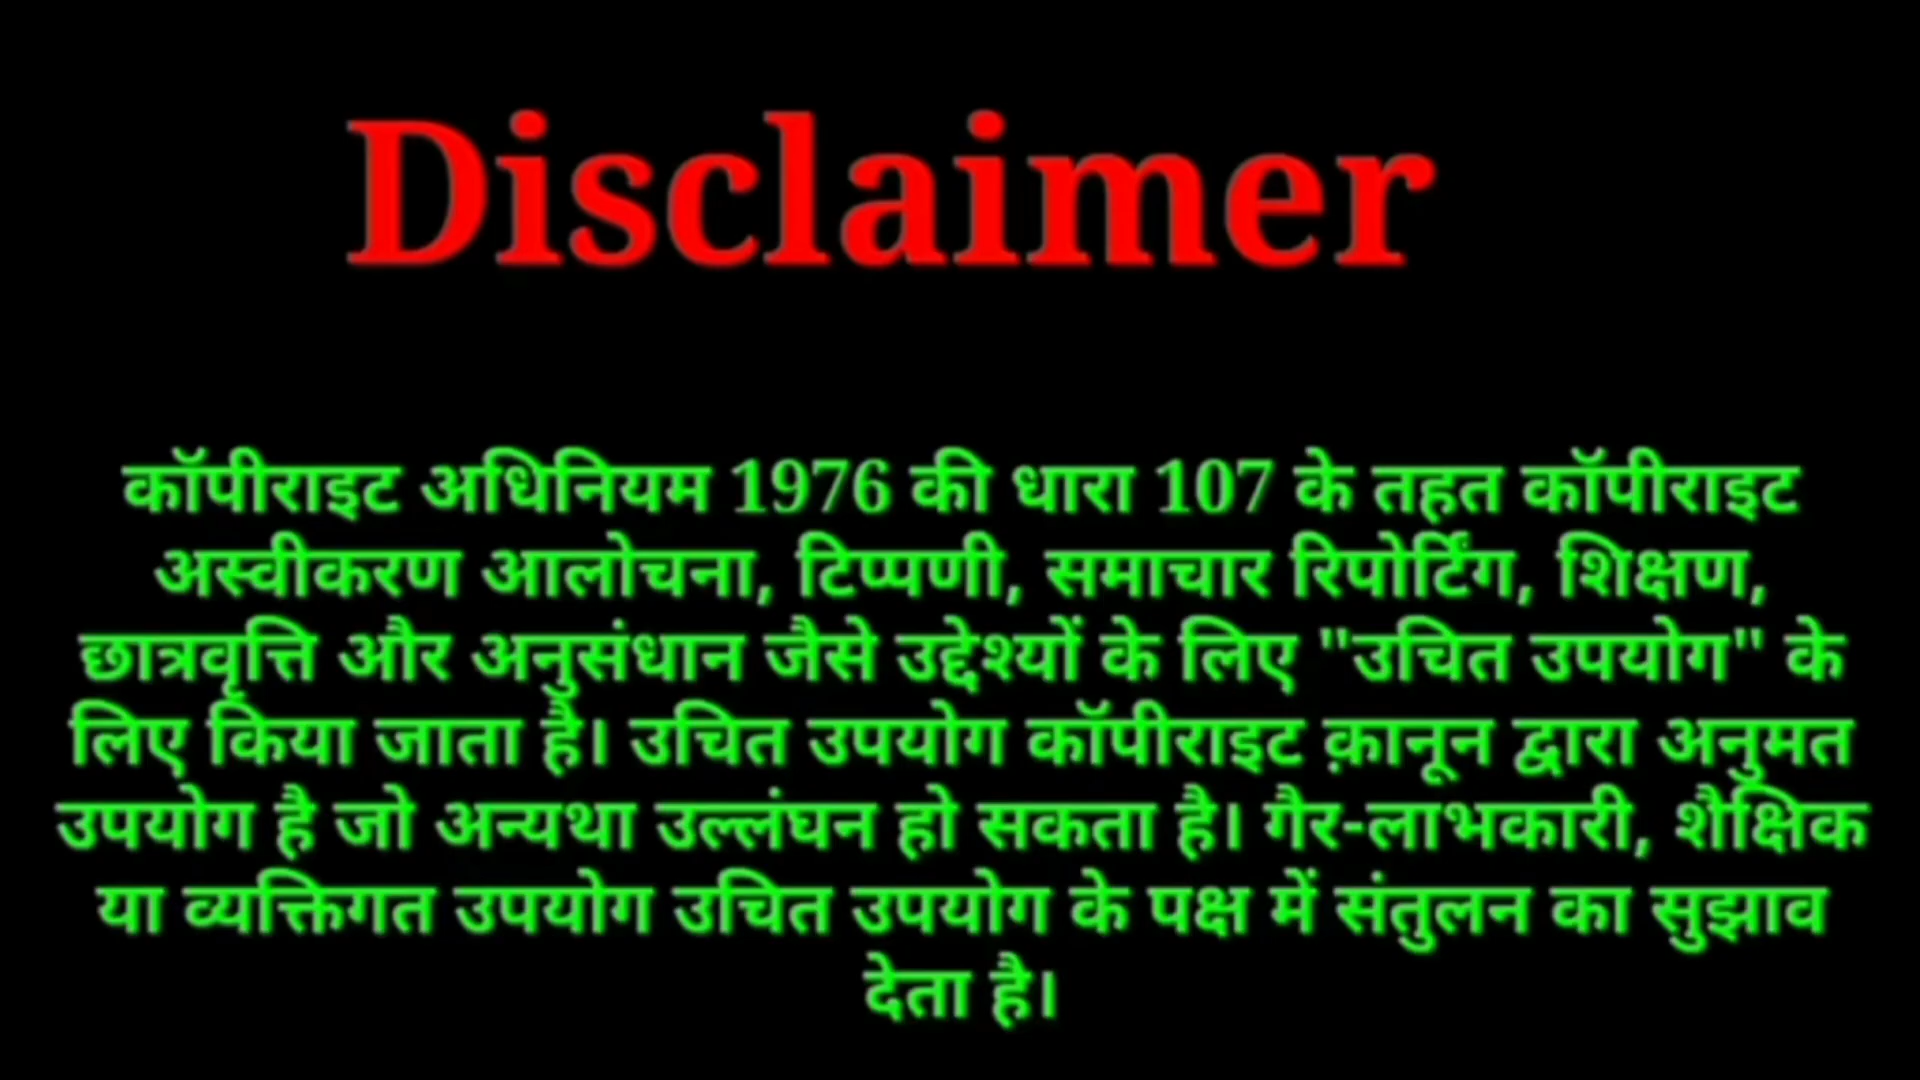 Disclaimer
कॉपीराइट अधिनियम 1976 की धारा 107 के तहत कॉपीराइट
अस्वीकरण आलोचना, टिप्पणी, समाचार रिपोर्टिंग, शिक्षण,
छात्रवृत्ति और अनुसंधान जैसे उद्देश्यों के लिए "उचित उपयोग" के
लिए किया जाता है। उचित उपयोग कॉपीराइट क़ानून द्वारा अनुमत
उपयोग है जो अन्यथा उल्लंघन हो सकता है। गैर-लाभकारी, शैक्षिक
या व्यक्तिगत उपयोग उचित उपयोग के पक्ष में संतुलन का सुझाव
देता है।